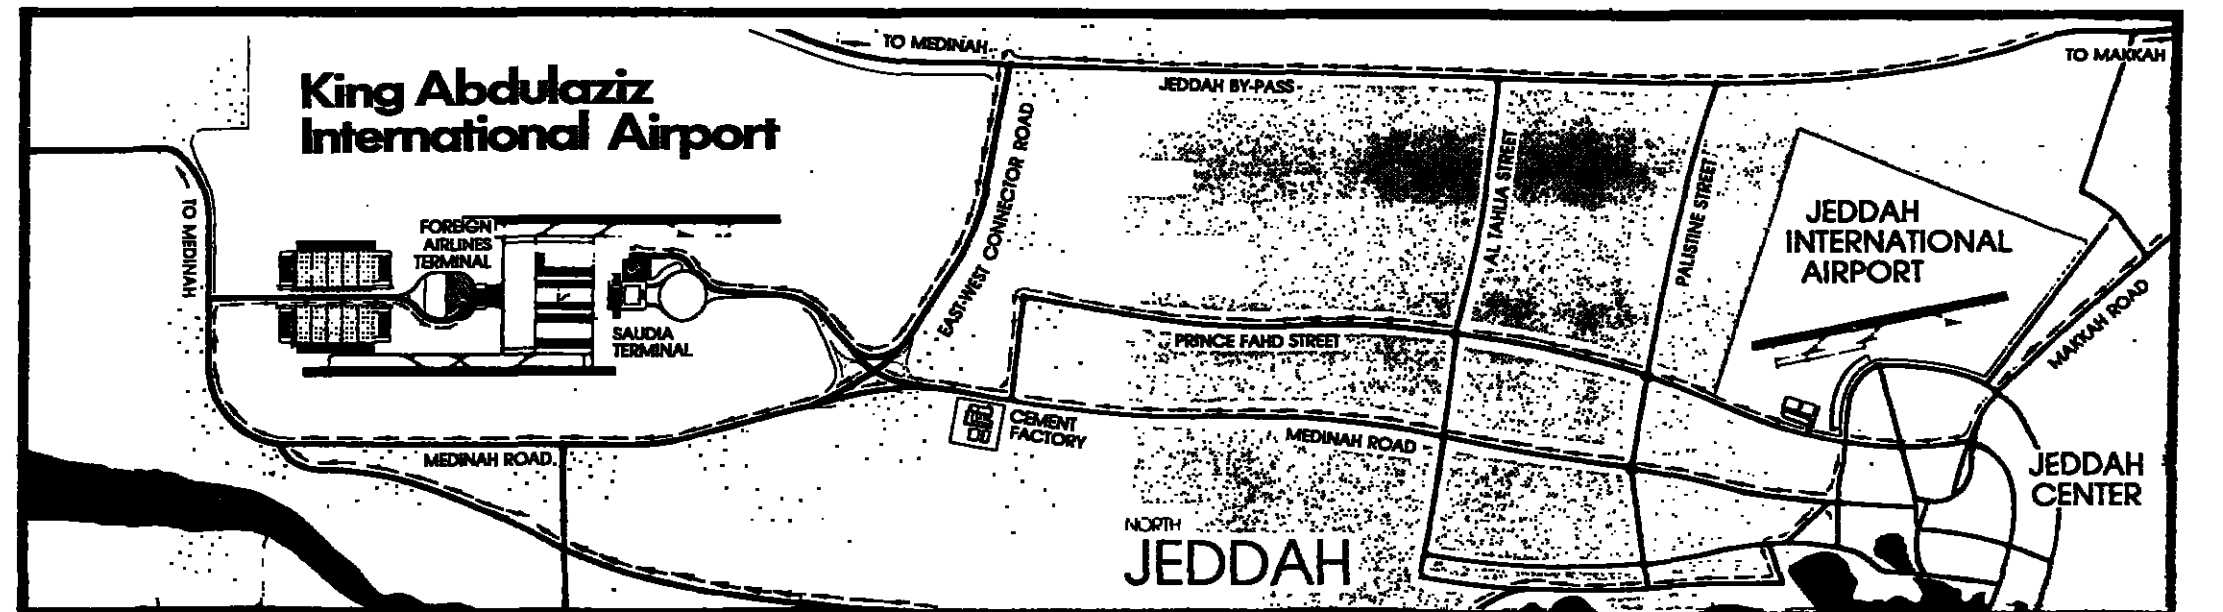 TO MEDINAH
TO MAKKAH
King Abdulaziz
International Airport
JEDDAH BY-PASS
EAST-WEST CONNECTOR ROAD
AL TAHLIA STREET
PALISTINE STREET
TO MEDINAH
FOREIGN
AIRLINES
TERMINAL
JEDDAH
INTERNATIONAL
AIRPORT
SAUDIA
TERMINAL
PRINCE FAHD STREET
MAKKAH ROAD
CEMENT
FACTORY
MEDINAH ROAD
MEDINAH ROAD
JEDDAH
CENTER
NORTH
JEDDAH